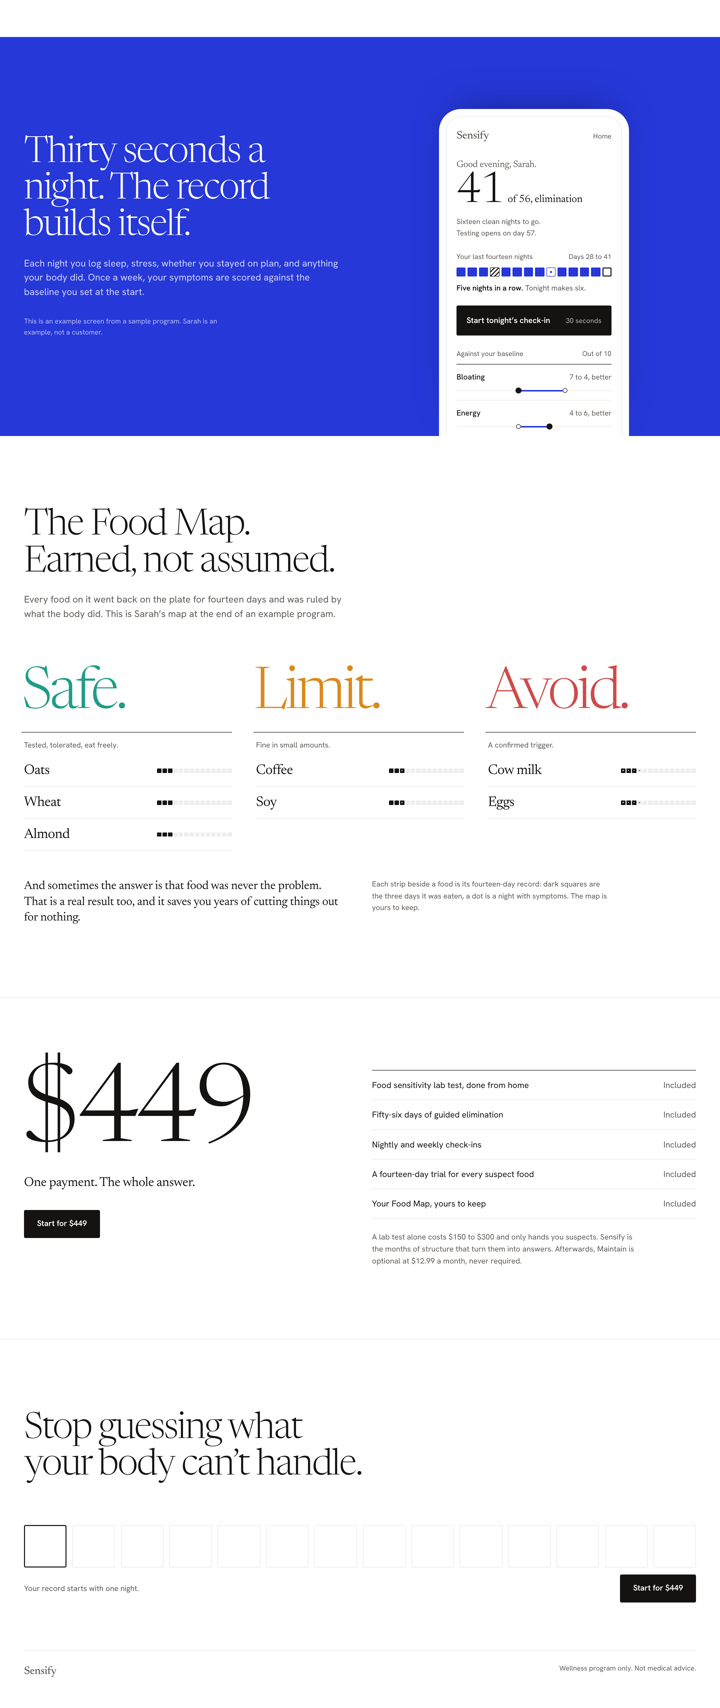 Thirty seconds a
night. The record
builds itself.
Each night you log sleep, stress, whether you stayed on plan, and anything
your body did. Once a week, your symptoms are scored against the
baseline you set at the start.
This is an example screen from a sample program. Sarah is an
example, not a customer.
Sensify
Home
Good evening, Sarah.
41 of 56, elimination
Sixteen clean nights to go.
Testing opens on day 57.
Your last fourteen nights
Days 28 to 41
Five nights in a row. Tonight makes six.
Start tonight's check-in
30 seconds
Against your baseline
Out of 10
Bloating
7 to 4, better
Energy
4 to 6, better
The Food Map.
Earned, not assumed.
Every food on it went back on the plate for fourteen days and was ruled by
what the body did. This is Sarah's map at the end of an example program.
Safe.
Tested, tolerated, eat freely.
Oats
Wheat
Almond
Limit.
Fine in small amounts.
Coffee
Soy
Avoid.
A confirmed trigger.
Cow milk
Eggs
And sometimes the answer is that food was never the problem.
That is a real result too, and it saves you years of cutting things out
for nothing.
Each strip beside a food is its fourteen-day record: dark squares are
the three days it was eaten, a dot is a night with symptoms. The map is
yours to keep.
$449
One payment. The whole answer.
Start for $449
Food sensitivity lab test, done from home
Included
Fifty-six days of guided elimination
Included
Nightly and weekly check-ins
Included
A fourteen-day trial for every suspect food
Included
Your Food Map, yours to keep
Included
A lab test alone costs $150 to $300 and only hands you suspects. Sensify is
the months of structure that turn them into answers. Afterwards, Maintain is
optional at $12.99 a month, never required.
Stop guessing what
your body can't handle.
Your record starts with one night.
Start for $449
Sensify
Wellness program only. Not medical advice.